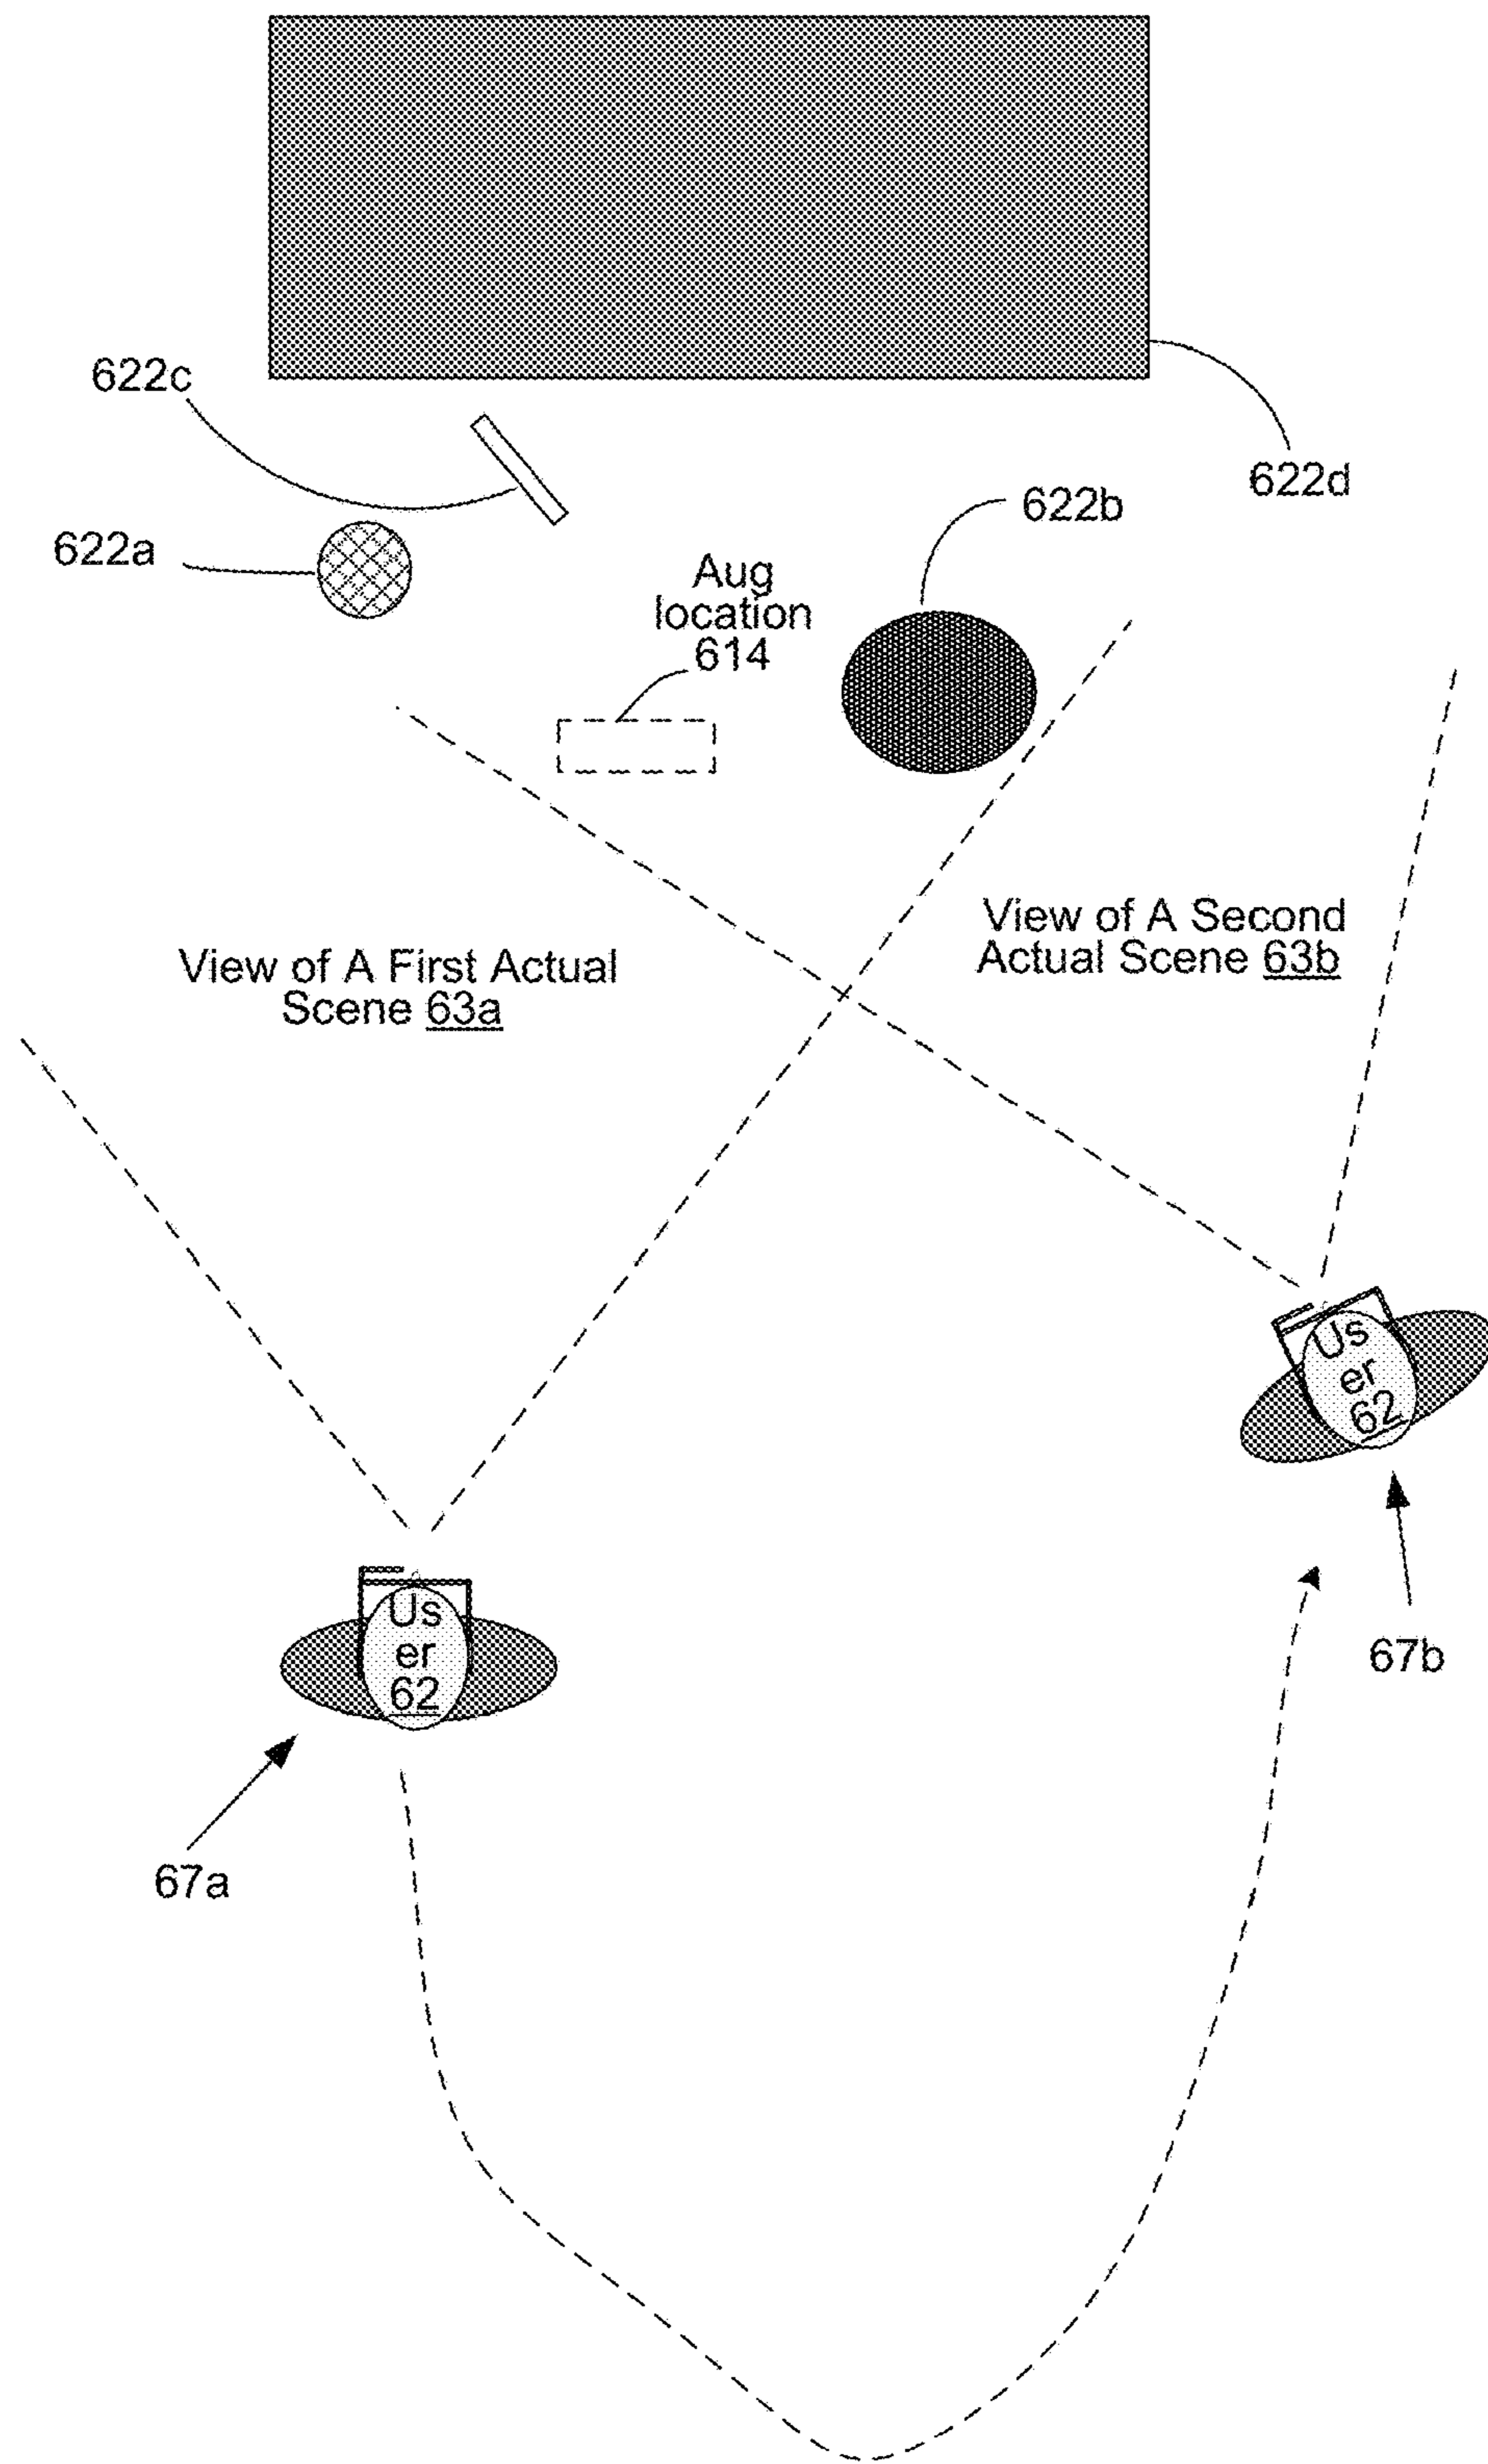 622c
622d
622b
622a
Aug
location
614
View of A Second
Actual Scene 63b
View of A First Actual
Scene 63a
Us
er
62
67b
Us
er
62
67a